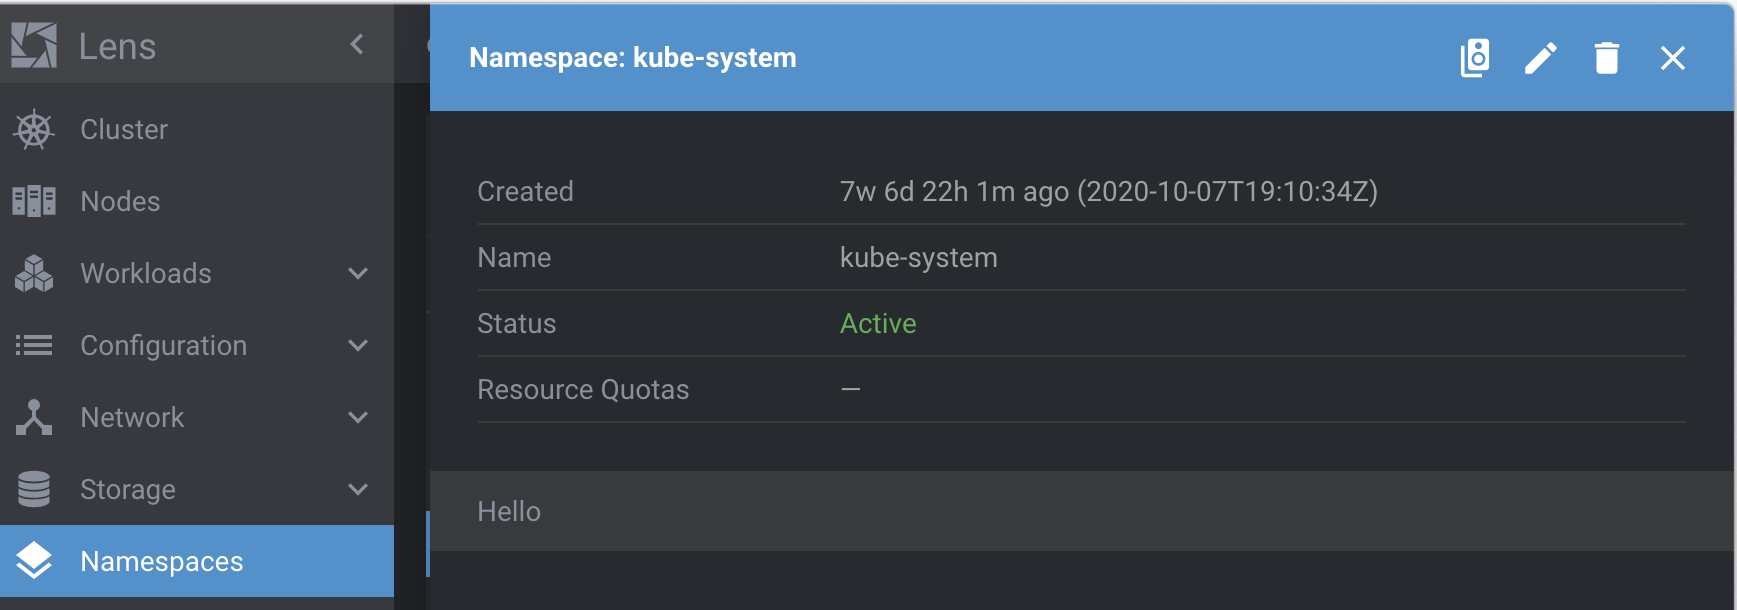 Lens
Cluster
Nodes
Workloads
Configuration
Network
Storage
Namespaces
Namespace: kube-system
Created 7w 6d 22h 1m ago (2020-10-07T19:10:34Z)
Name kube-system
Status Active
Resource Quotas —
Hello